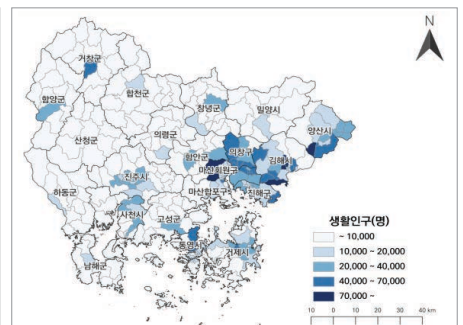 N
거창군
합천군
함양군
창녕군
밀양시
양산시
산청군
의령군
의창구
함안군
김해시
마산회원구
진주시
하동군
마산합포구
진해구
사천시
고성군
통영시
거제시
남해군
생활인구(명)
~ 10,000
10,000 ~ 20,000
20,000 ~ 40,000
40,000 ~ 70,000
70,000 ~
10 0 10 20 30 40 km